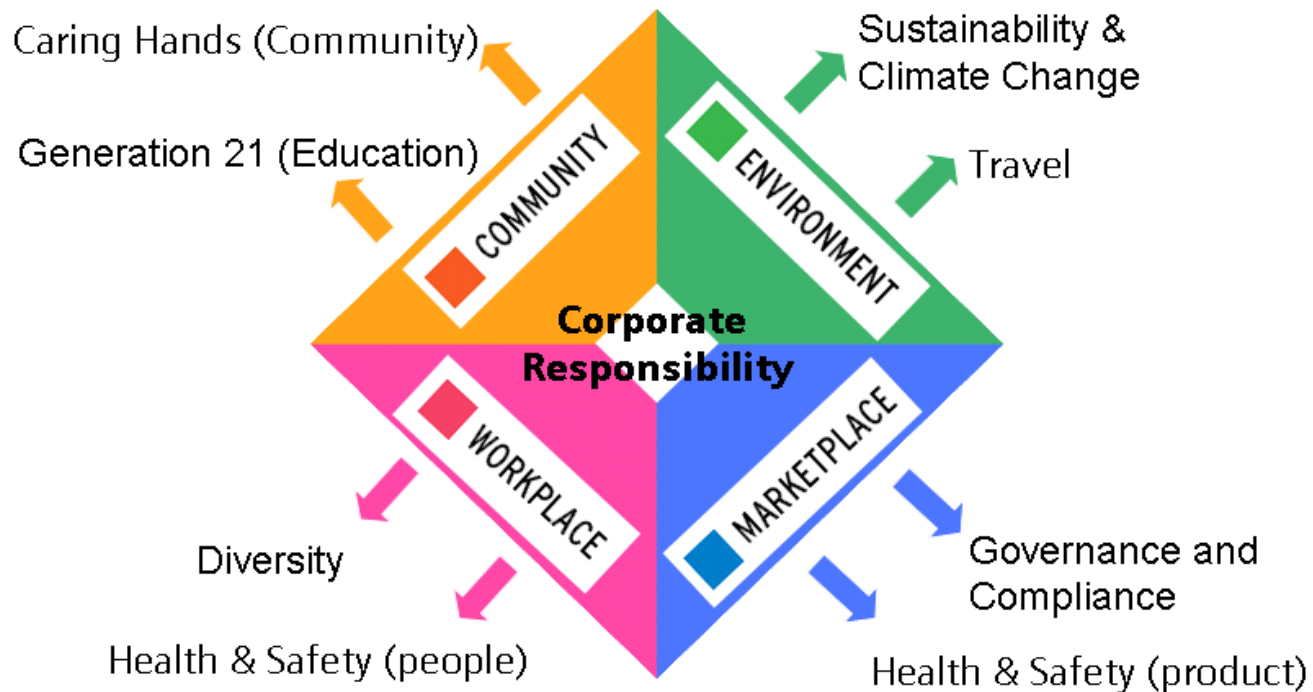 Caring Hands (Community)
Generation 21 (Education)
COMMUNITY
Sustainability &
Climate Change
Travel
ENVIRONMENT
Corporate
Responsibility
WORKPLACE
Diversity
Health & Safety (people)
MARKETPLACE
Governance and
Compliance
Health & Safety (product)